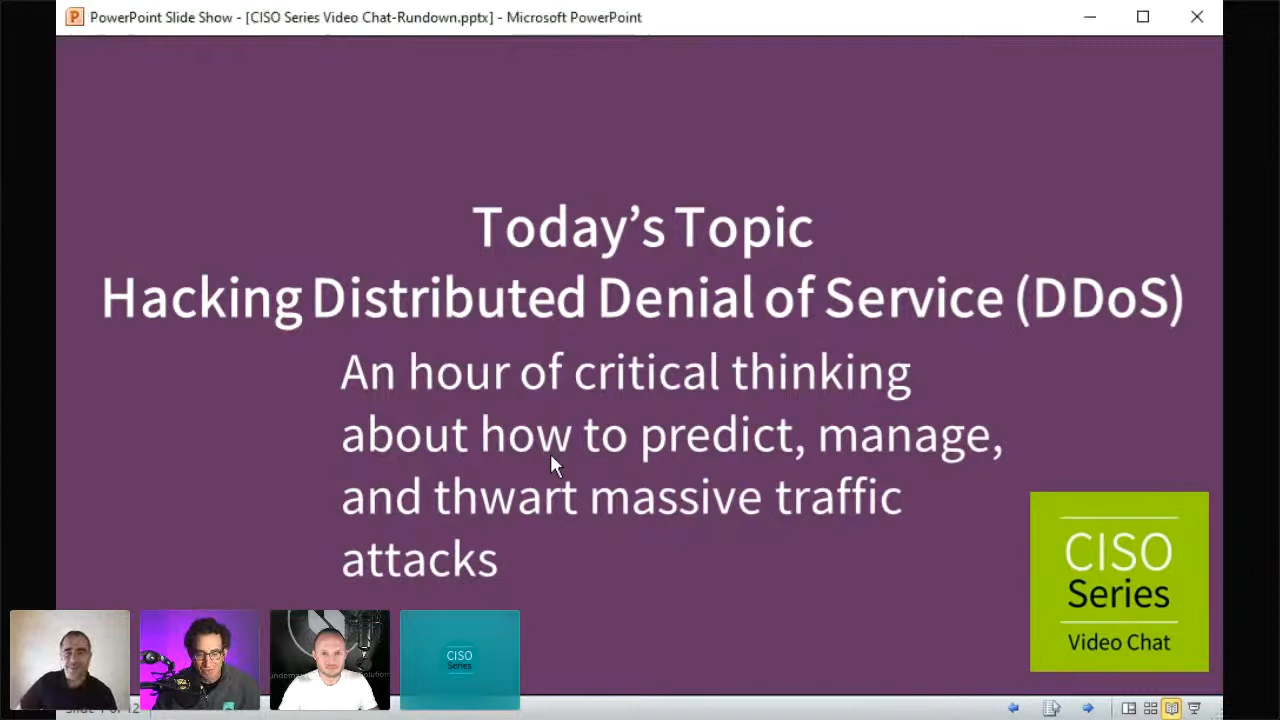 PowerPoint Slide Show - [CISO Series Video Chat-Rundown.pptx] - Microsoft PowerPoint
Today’s Topic
Hacking Distributed Denial of Service (DDoS)
An hour of critical thinking
about how to predict, manage,
and thwart massive traffic
attacks
CISO
Series
Video Chat
CISO
Series